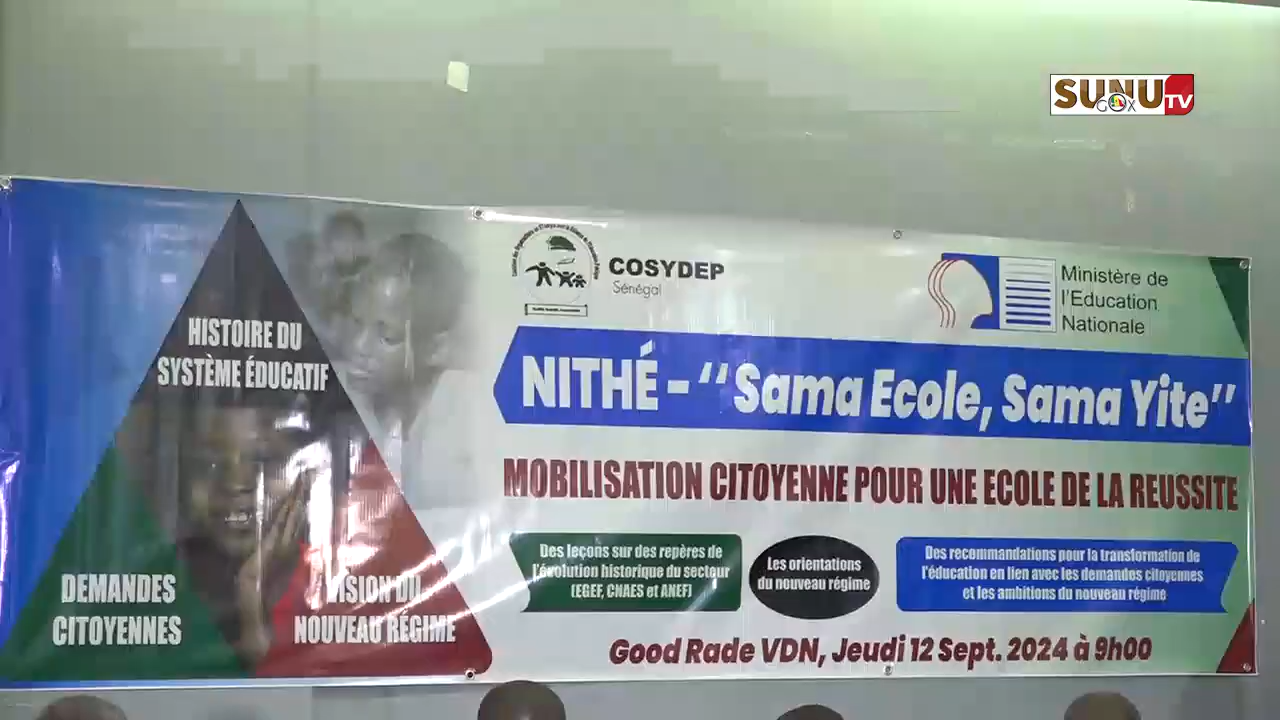 SUNU
GOX
TV
HISTOIRE DU
SYSTÈME ÉDUCATIF
DEMANDES
CITOYENNES
VISION DU
NOUVEAU RÉGIME
COSYDEP
Sénégal
Ministère de
l'Education
Nationale
NITHÉ - "Sama Ecole, Sama Yite"
MOBILISATION CITOYENNE POUR UNE ECOLE DE LA REUSSITE
Des leçons sur des repères de
l'évolution historique du secteur
(EGEF, CNAES et ANEF)
Les orientations
du nouveau régime
Des recommandations pour la transformation de
l'éducation en lien avec les demandes citoyennes
et les ambitions du nouveau régime
Good Rade VDN, Jeudi 12 Sept. 2024 à 9h00